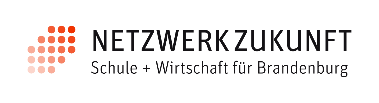 NETZWERK ZUKUNFT
Schule + Wirtschaft für Brandenburg